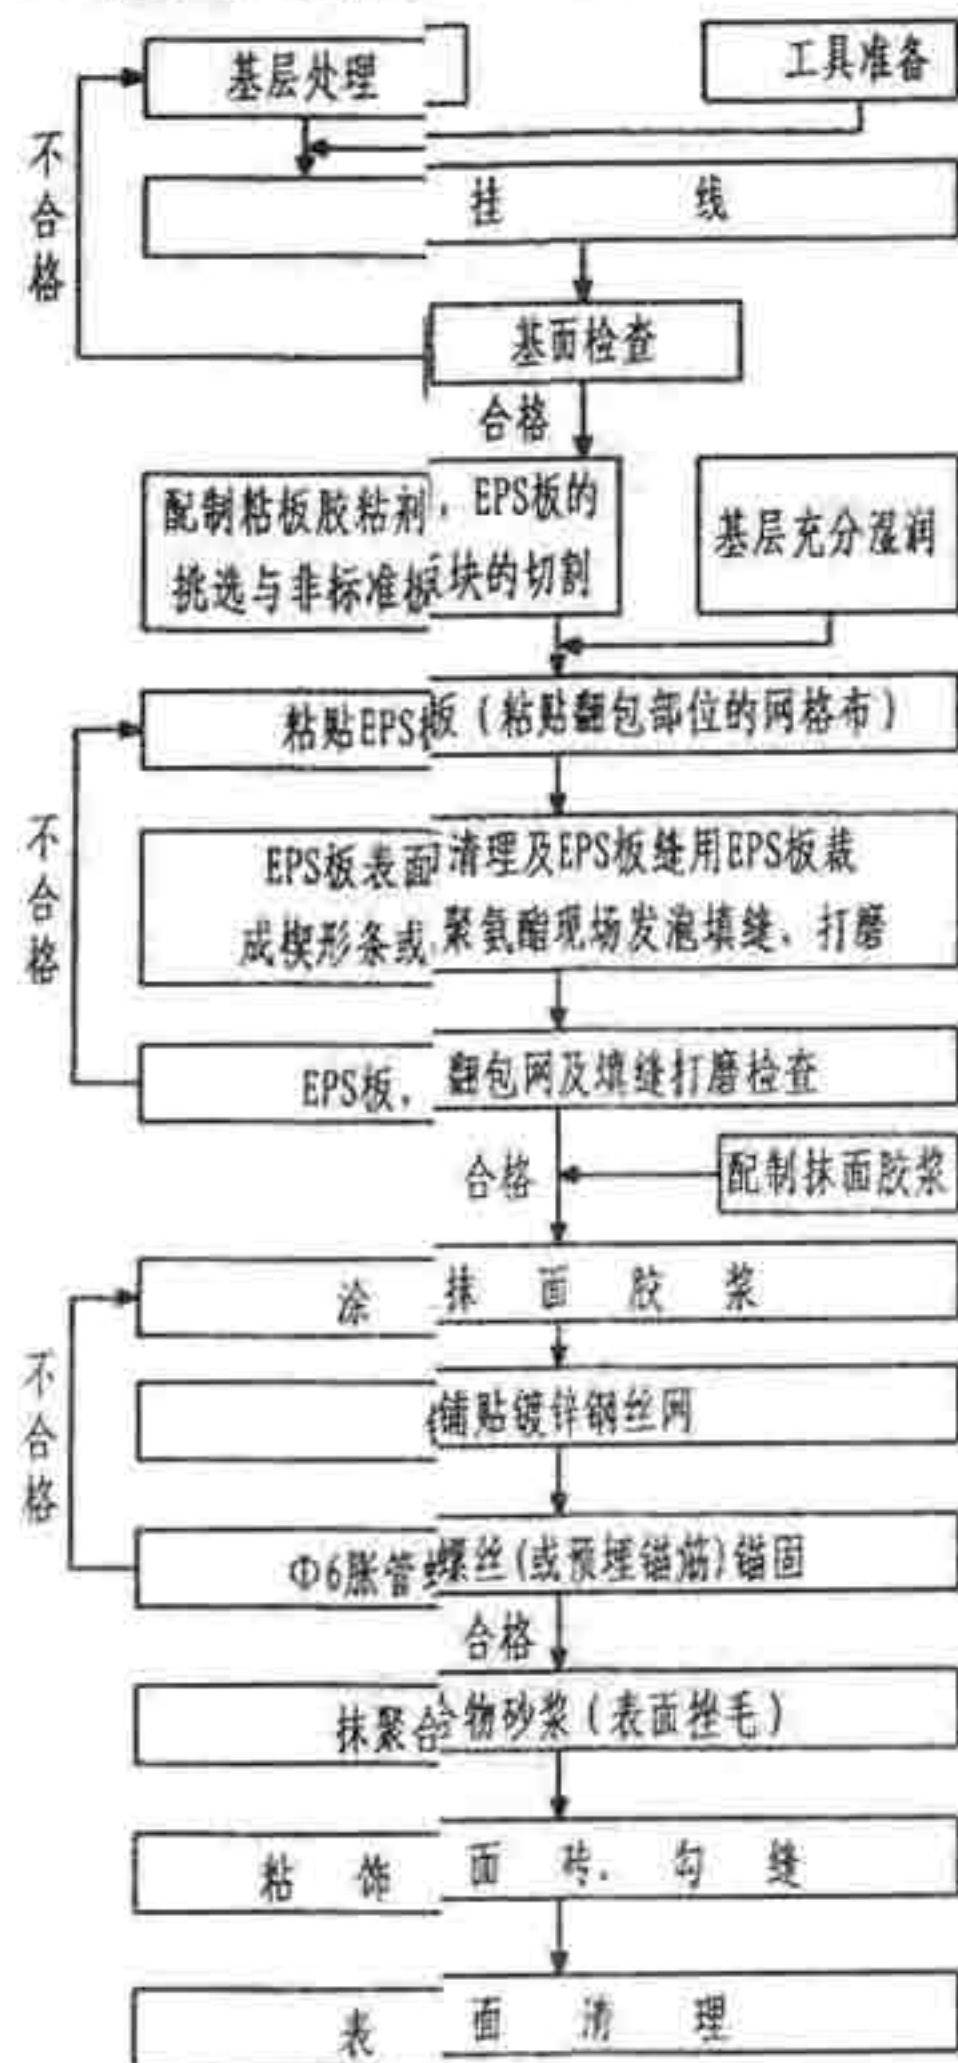 基层处理
工具准备
不合格
挂 线
基面检查
合格
配制粘板胶粘剂，EPS板的
挑选与非标准板块的切割
基层充分湿润
粘贴EPS板（粘贴翻包部位的网格布）
不合格
EPS板表面清理及EPS板缝用EPS板裁
成楔形条或聚氨酯现场发泡填缝、打磨
EPS板，翻包网及填缝打磨检查
合格
配制抹面胶浆
涂 抹 面 胶 浆
不合格
铺贴镀锌钢丝网
Φ6胀管螺丝(或预埋锚筋)锚固
合格
抹聚合物砂浆（表面挫毛）
粘 饰 面 砖、勾 缝
表 面 清 理